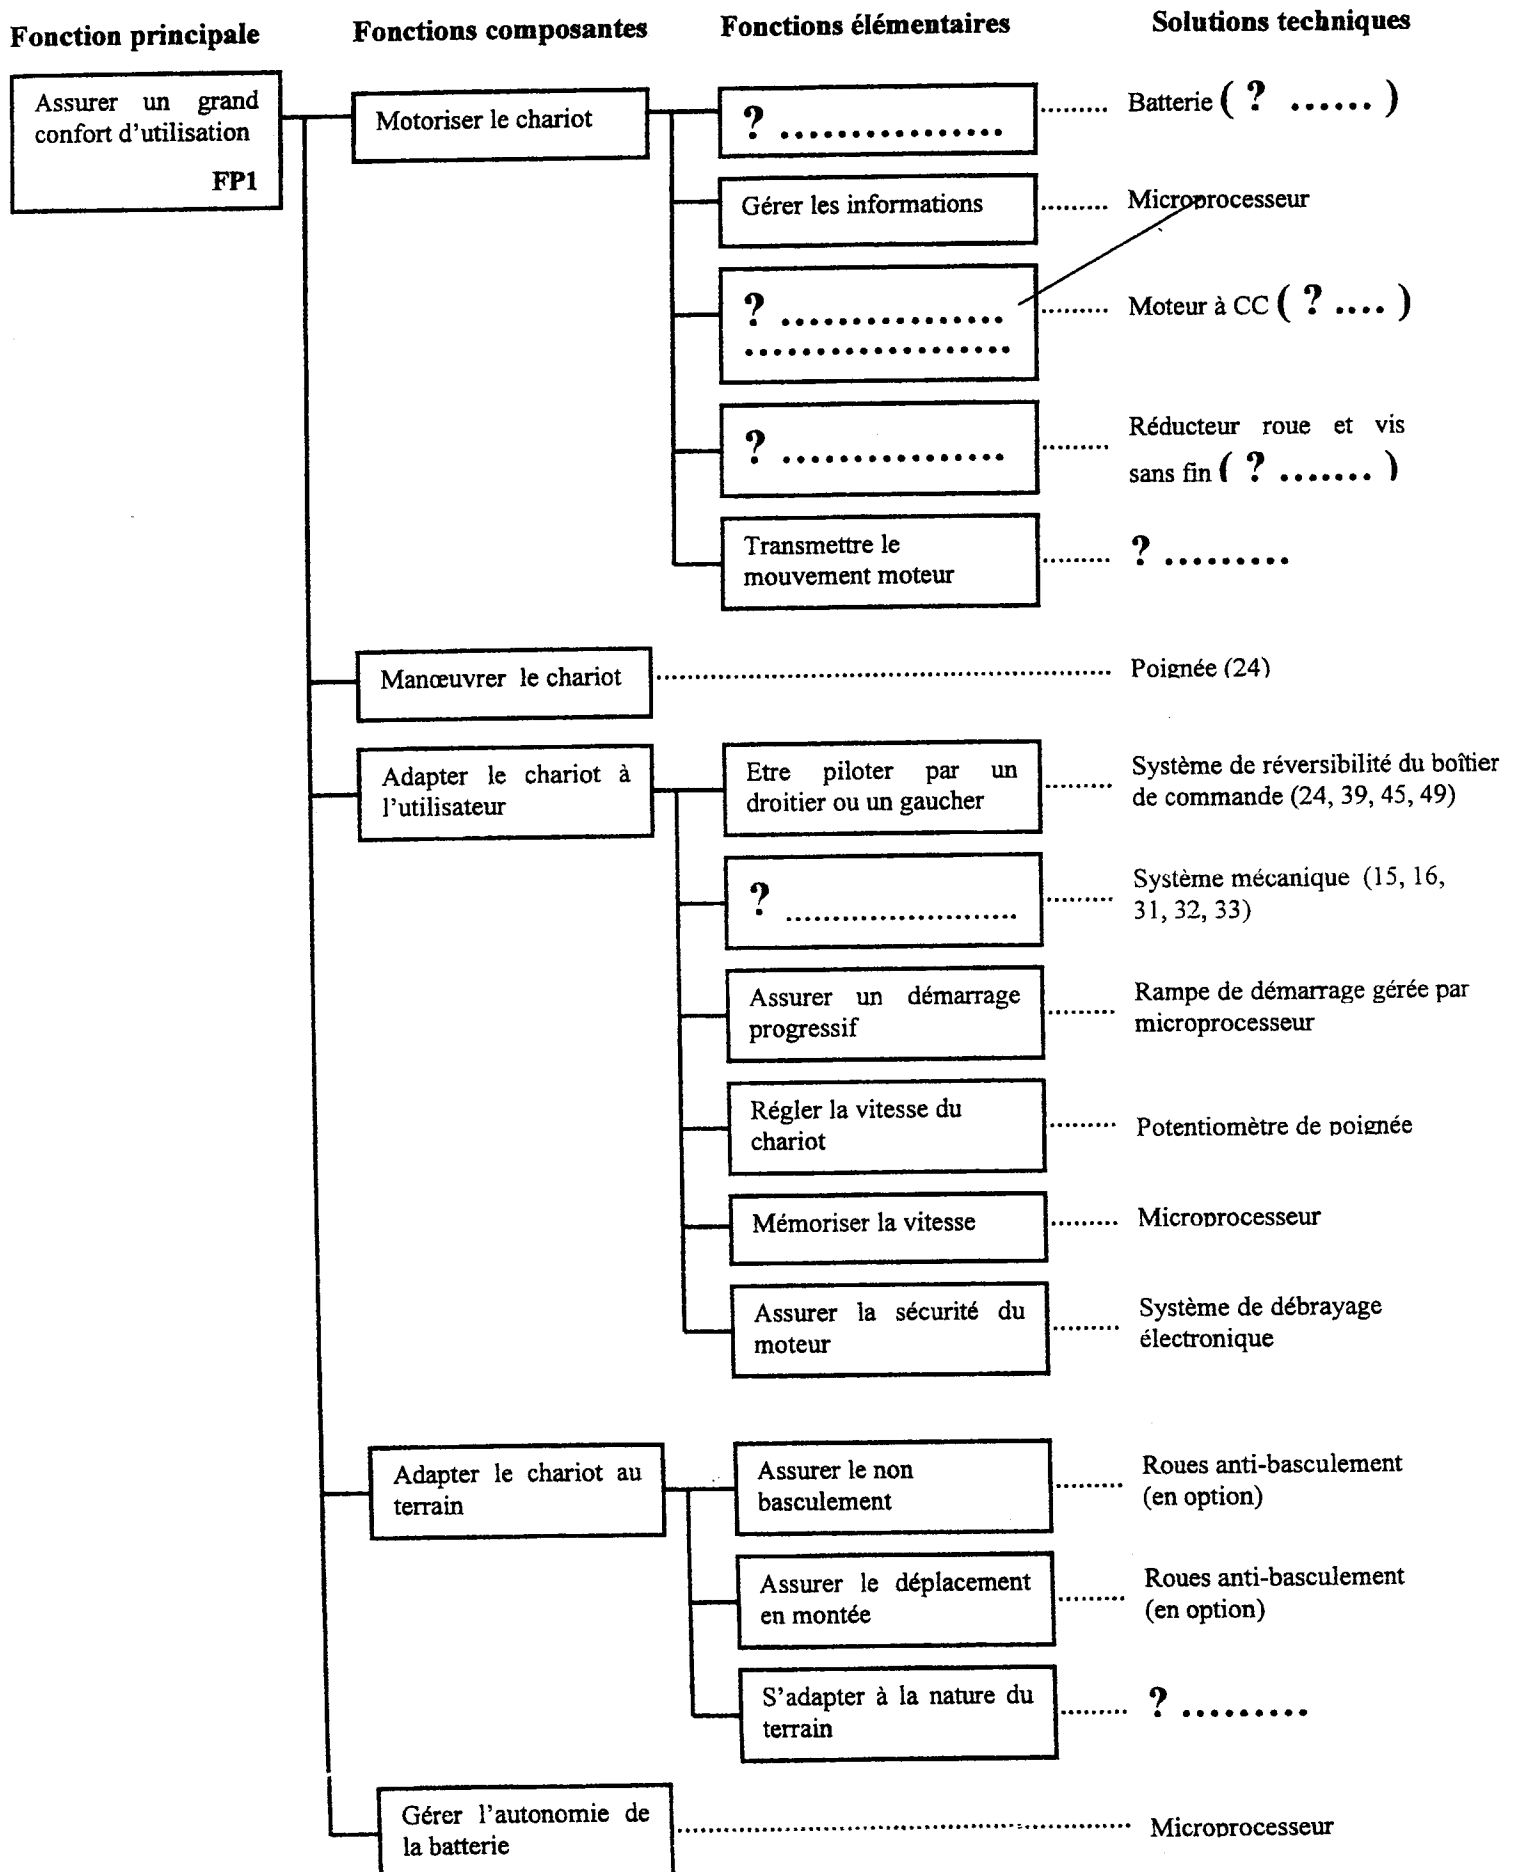 Fonction principale
Fonctions composantes
Fonctions élémentaires
Solutions techniques
Assurer un grand
confort d'utilisation
FP1
Motoriser le chariot
? ................
Batterie ( ? ...... )
Gérer les informations
Microprocesseur
? ................
....................
Moteur à CC ( ? .... )
? ................
Réducteur roue et vis
sans fin ( ? ....... )
Transmettre le
mouvement moteur
? .........
Manœuvrer le chariot
Poignée (24)
Adapter le chariot à
l'utilisateur
Etre piloter par un
droitier ou un gaucher
Système de réversibilité du boîtier
de commande (24, 39, 45, 49)
? .........................
Système mécanique (15, 16,
31, 32, 33)
Assurer un démarrage
progressif
Rampe de démarrage gérée par
microprocesseur
Régler la vitesse du
chariot
Potentiomètre de poignée
Mémoriser la vitesse
Microprocesseur
Assurer la sécurité du
moteur
Système de débrayage
électronique
Adapter le chariot au
terrain
Assurer le non
basculement
Roues anti-basculement
(en option)
Assurer le déplacement
en montée
Roues anti-basculement
(en option)
S'adapter à la nature du
terrain
? .........
Gérer l'autonomie de
la batterie
Microprocesseur